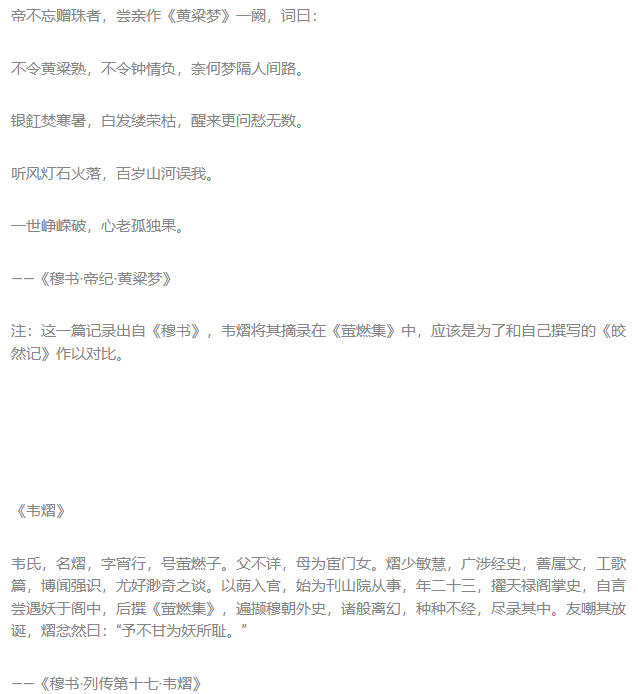 帝不忘赠珠者，尝亲作《黄粱梦》一阙，词曰：
不令黄粱熟，不令钟情负，奈何梦隔人间路。
银釭焚寒暑，白发缕荣枯，醒来更问愁无数。
听风灯石火落，百岁山河误我。
一世峥嵘破，心老孤独果。
——《穆书·帝纪·黄粱梦》
注：这一篇记录出自《穆书》，韦熠将其摘录在《萤燃集》中，应该是为了和自己撰写的《皎
然记》作以对比。
《韦熠》
韦氏，名熠，字宵行，号萤燃子。父不详，母为宦门女。熠少敏慧，广涉经史，善属文，工歌
篇，博闻强识，尤好渺奇之谈。以荫入官，始为刊山院从事，年二十三，擢天禄阁掌史，自言
尝遇妖于阁中，后撰《萤燃集》，遍撷穆朝外史，诸般离幻，种种不经，尽录其中。友嘲其放
诞，熠忿然曰：“予不甘为妖所耻。”
——《穆书·列传第十七·韦熠》